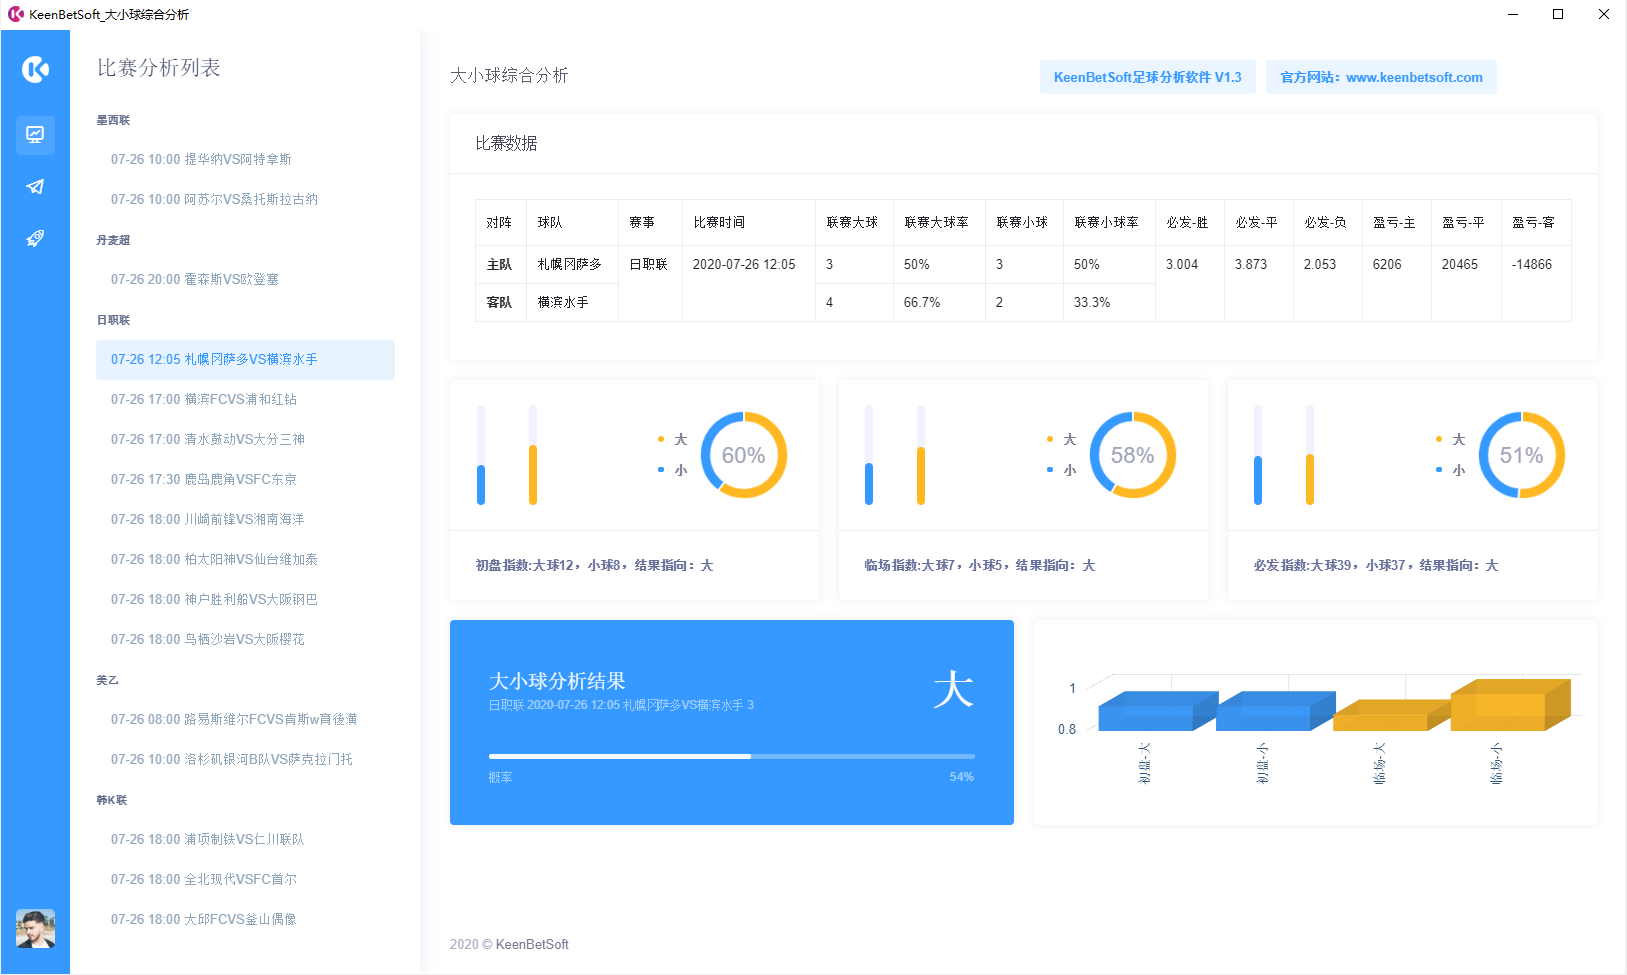 KeenBetSoft_大小球综合分析
比赛分析列表
墨西联
07-26 10:00 提华纳VS阿特拿斯
07-26 10:00 阿苏尔VS桑托斯拉古纳
丹麦超
07-26 20:00 霍森斯VS欧登塞
日职联
07-26 12:05 札幌冈萨多VS横滨水手
07-26 17:00 横滨FCVS浦和红钻
07-26 17:00 清水鼓动VS大分三神
07-26 17:30 鹿岛鹿角VSFC东京
07-26 18:00 川崎前锋VS湘南海洋
07-26 18:00 柏太阳神VS仙台维加泰
07-26 18:00 神户胜利船VS大阪钢巴
07-26 18:00 鸟栖沙岩VS大阪樱花
美乙
07-26 08:00 路易斯维尔FCVS肯斯w育後潢
07-26 10:00 洛杉矶银河B队VS萨克拉门托
韩K联
07-26 18:00 浦项制铁VS仁川联队
07-26 18:00 全北现代VSFC首尔
07-26 18:00 大邱FCVS釜山偶像
大小球综合分析
KeenBetSoft足球分析软件 V1.3
官方网站：www.keenbetsoft.com
比赛数据
对阵 球队 赛事 比赛时间 联赛大球 联赛大球率 联赛小球 联赛小球率 必发-胜 必发-平 必发-负 盈亏-主 盈亏-平 盈亏-客
主队 札幌冈萨多 日职联 2020-07-26 12:05 3 50% 3 50% 3.004 3.873 2.053 6206 20465 -14866
客队 横滨水手 4 66.7% 2 33.3%
大
小
60%
初盘指数:大球12，小球8，结果指向：大
大
小
58%
临场指数:大球7，小球5，结果指向：大
大
小
51%
必发指数:大球39，小球37，结果指向：大
大小球分析结果
日职联 2020-07-26 12:05 札幌冈萨多VS横滨水手 3
大
概率
54%
1
0.8
初盘-大
初盘-小
临场-大
临场-小
2020 © KeenBetSoft